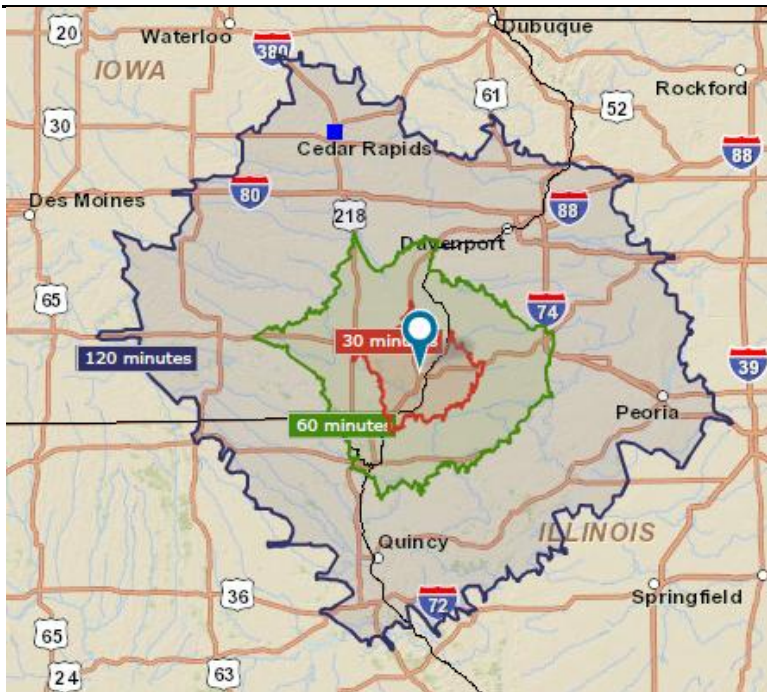 20
Waterloo
380
Dubuque
IOWA
61
52
Rockford
30
Cedar Rapids
88
80
Des Moines
218
88
Davenport
65
74
30 minutes
120 minutes
39
Peoria
60 minutes
ILLINOIS
Quincy
36
72
Springfield
65
24
63